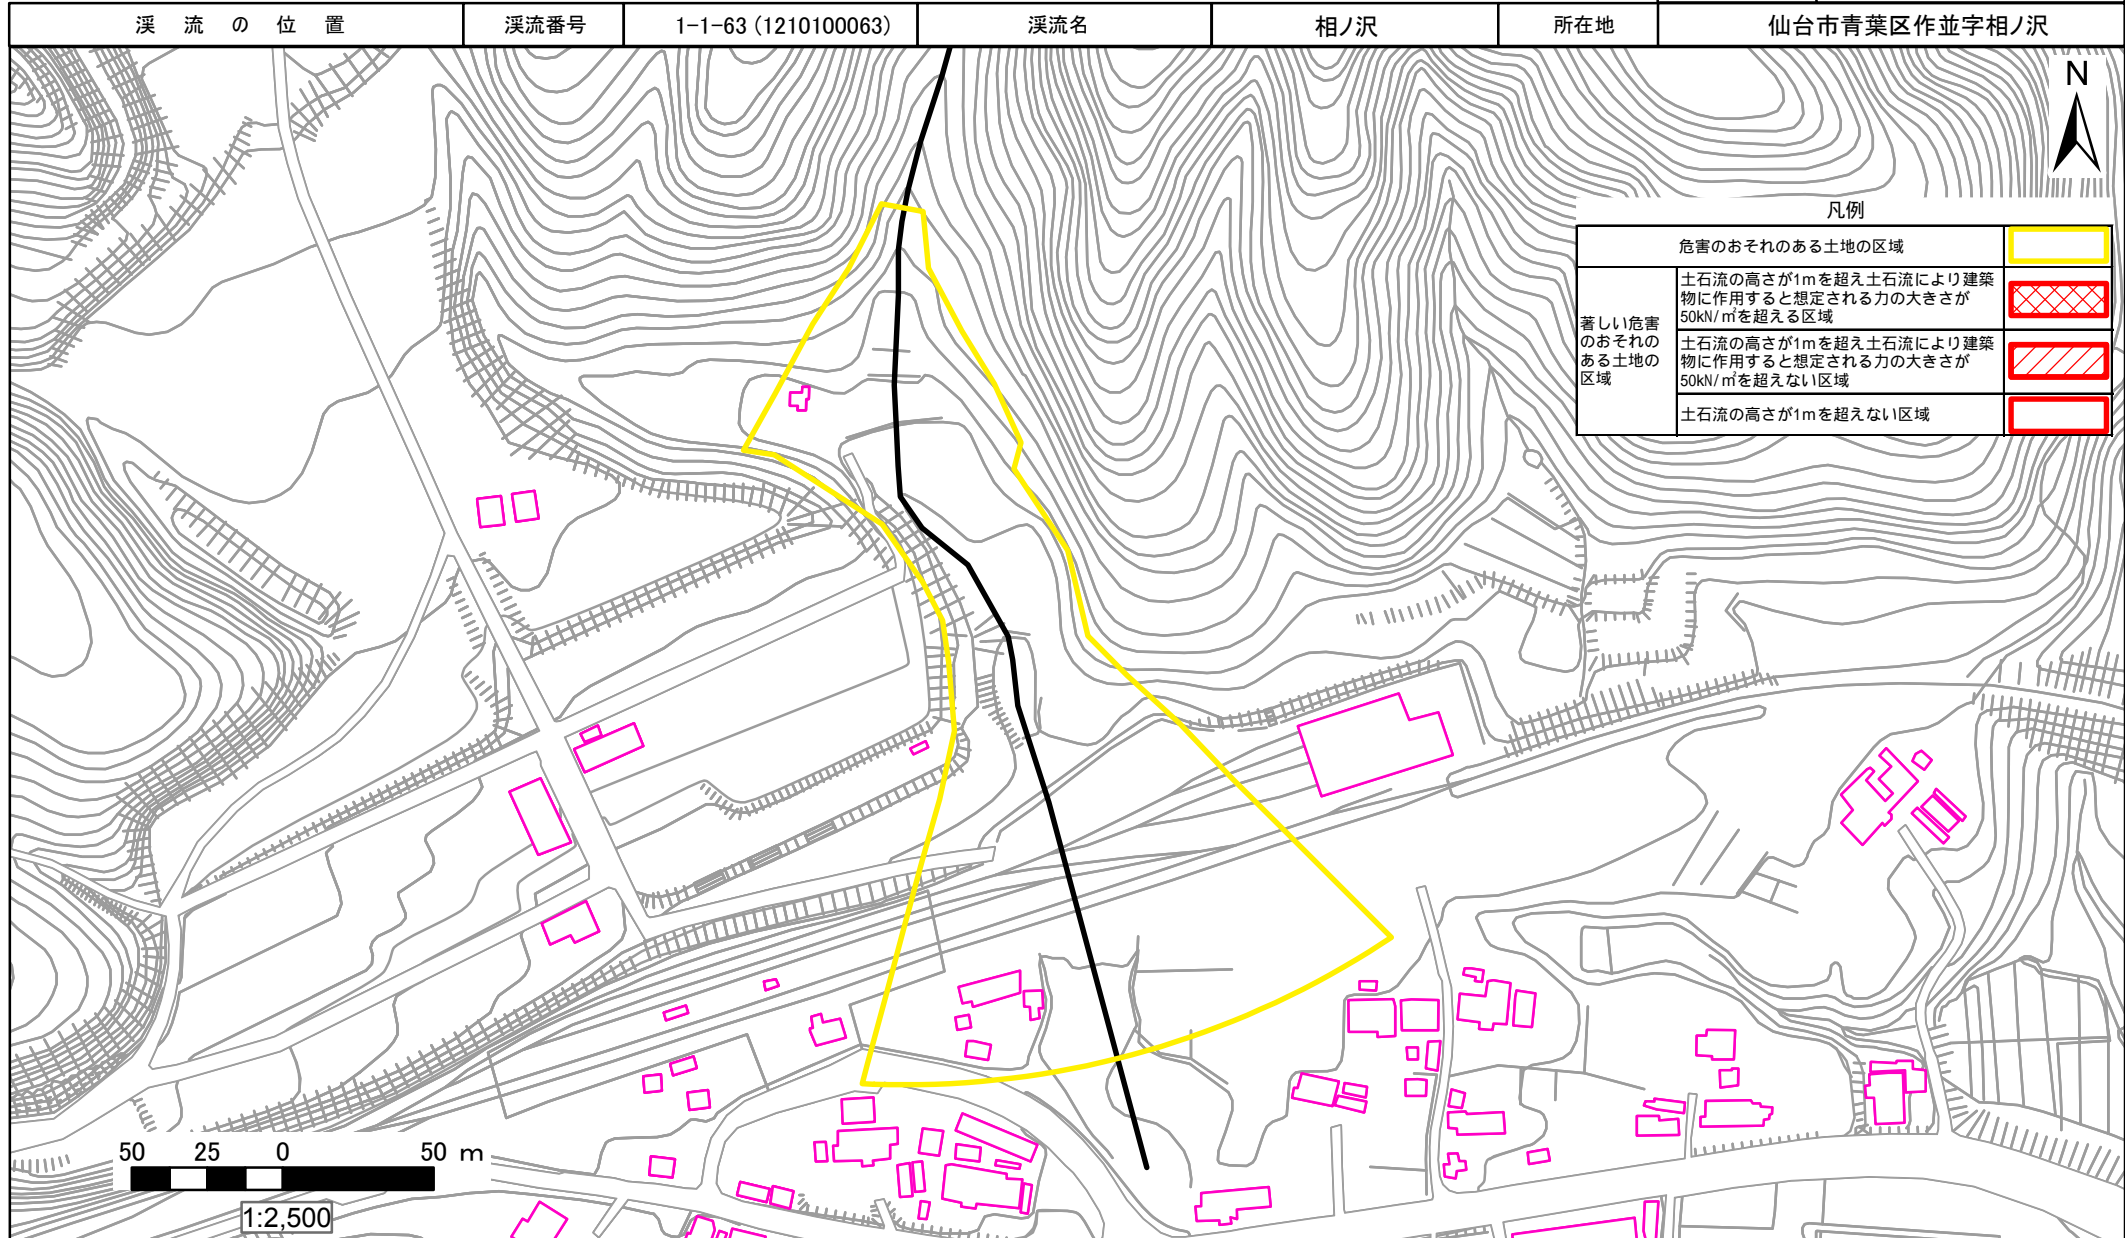 渓流の位置 渓流番号 1-1-63 (1210100063) 渓流名 相ノ沢 所在地 仙台市青葉区作並字相ノ沢
N
凡例
危害のおそれのある土地の区域
著しい危害
のおそれの
ある土地の
区域
土石流の高さが1mを超え土石流により建築
物に作用すると想定される力の大きさが
50kN/㎡を超える区域
土石流の高さが1mを超え土石流により建築
物に作用すると想定される力の大きさが
50kN/㎡を超えない区域
土石流の高さが1mを超えない区域
50 25 0 50 m
1:2,500